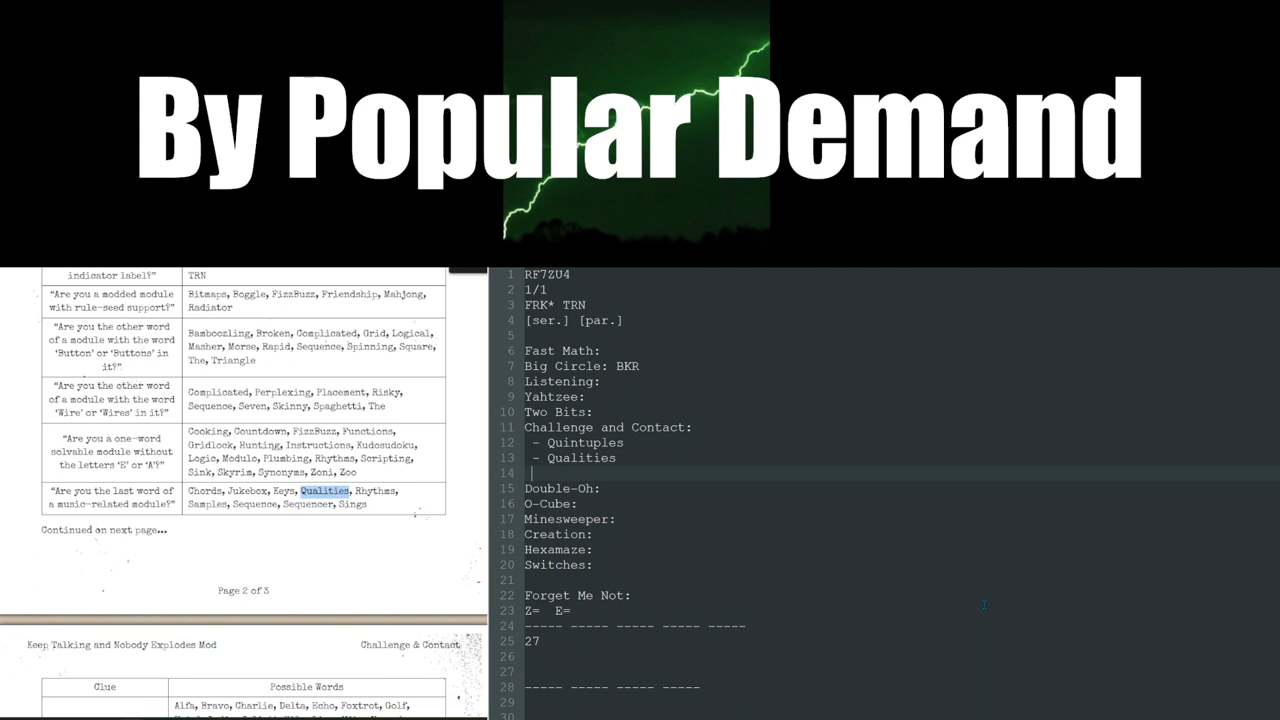 By Popular Demand
indicator label?"
TRN
"Are you a modded module
with rule-seed support?"
Bitmaps, Boggle, FizzBuzz, Friendship, Mahjong,
Radiator
"Are you the other word
of a module with the word
'Button' or 'Buttons' in
it?"
Bamboozling, Broken, Complicated, Grid, Logical,
Masher, Morse, Rapid, Sequence, Spinning, Square,
The, Triangle
"Are you the other word
of a module with the word
'Wire' or 'Wires' in it?"
Complicated, Perplexing, Placement, Risky,
Sequence, Seven, Skinny, Spaghetti, The
"Are you a one-word
solvable module without
the letters 'E' or 'A'?"
Cooking, Countdown, FizzBuzz, Functions,
Gridlock, Hunting, Instructions, Kudosudoku,
Logic, Modulo, Plumbing, Rhythms, Scripting,
Sink, Skyrim, Synonyms, Zoni, Zoo
"Are you the last word of
a music-related module?"
Chords, Jukebox, Keys, Qualities, Rhythms,
Samples, Sequence, Sequencer, Sings
Continued on next page...
Page 2 of 3
Keep Talking and Nobody Explodes Mod
Challenge & Contact
Clue
Possible Words
Alfa, Bravo, Charlie, Delta, Echo, Foxtrot, Golf,
1 RF7ZU4
2 1/1
3 FRK* TRN
4 [ser.] [par.]
5
6 Fast Math:
7 Big Circle: BKR
8 Listening:
9 Yahtzee:
10 Two Bits:
11 Challenge and Contact:
12 - Quintuples
13 - Qualities
14
15 Double-Oh:
16 O-Cube:
17 Minesweeper:
18 Creation:
19 Hexamaze:
20 Switches:
21
22 Forget Me Not:
23 Z= E=
24 ----- ----- ----- ----- -----
25 27
26
27
28 ----- ----- ----- -----
29
30